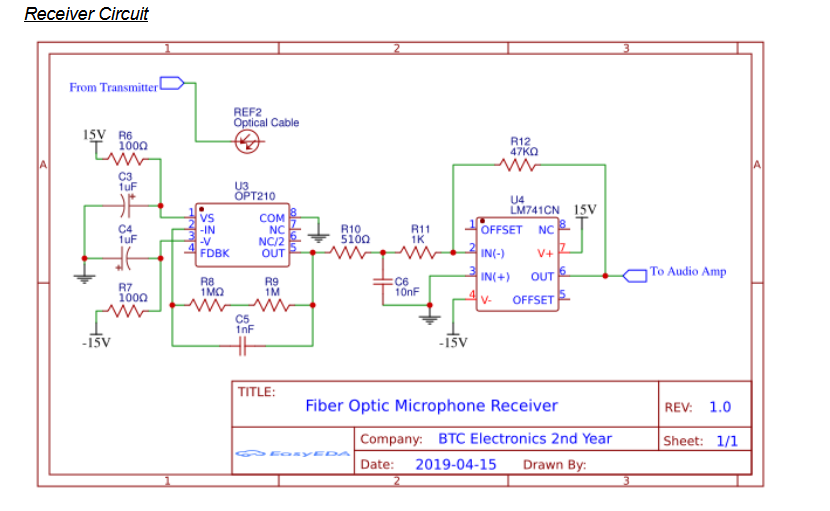 Receiver Circuit
1 2 3
From Transmitter
REF2
Optical Cable
15V
R6
100Ω
R12
47KΩ
A A
C3
1uF
U3
OPT210
U4
LM741CN
15V
1 VS COM 8
2 -IN NC 7
3 -V NC/2 6
4 FDBK OUT 5
C4
1uF
R10
510Ω
R11
1K
1 OFFSET NC 8
2 IN(-) V+ 7
3 IN(+) OUT 6
4 V- OFFSET 5
To Audio Amp
R7
100Ω
R8
1MΩ
R9
1M
C6
10nF
C5
1nF
-15V
-15V
TITLE:
Fiber Optic Microphone Receiver
REV: 1.0
EasyEDA
Company: BTC Electronics 2nd Year
Sheet: 1/1
Date: 2019-04-15 Drawn By:
1 2 3